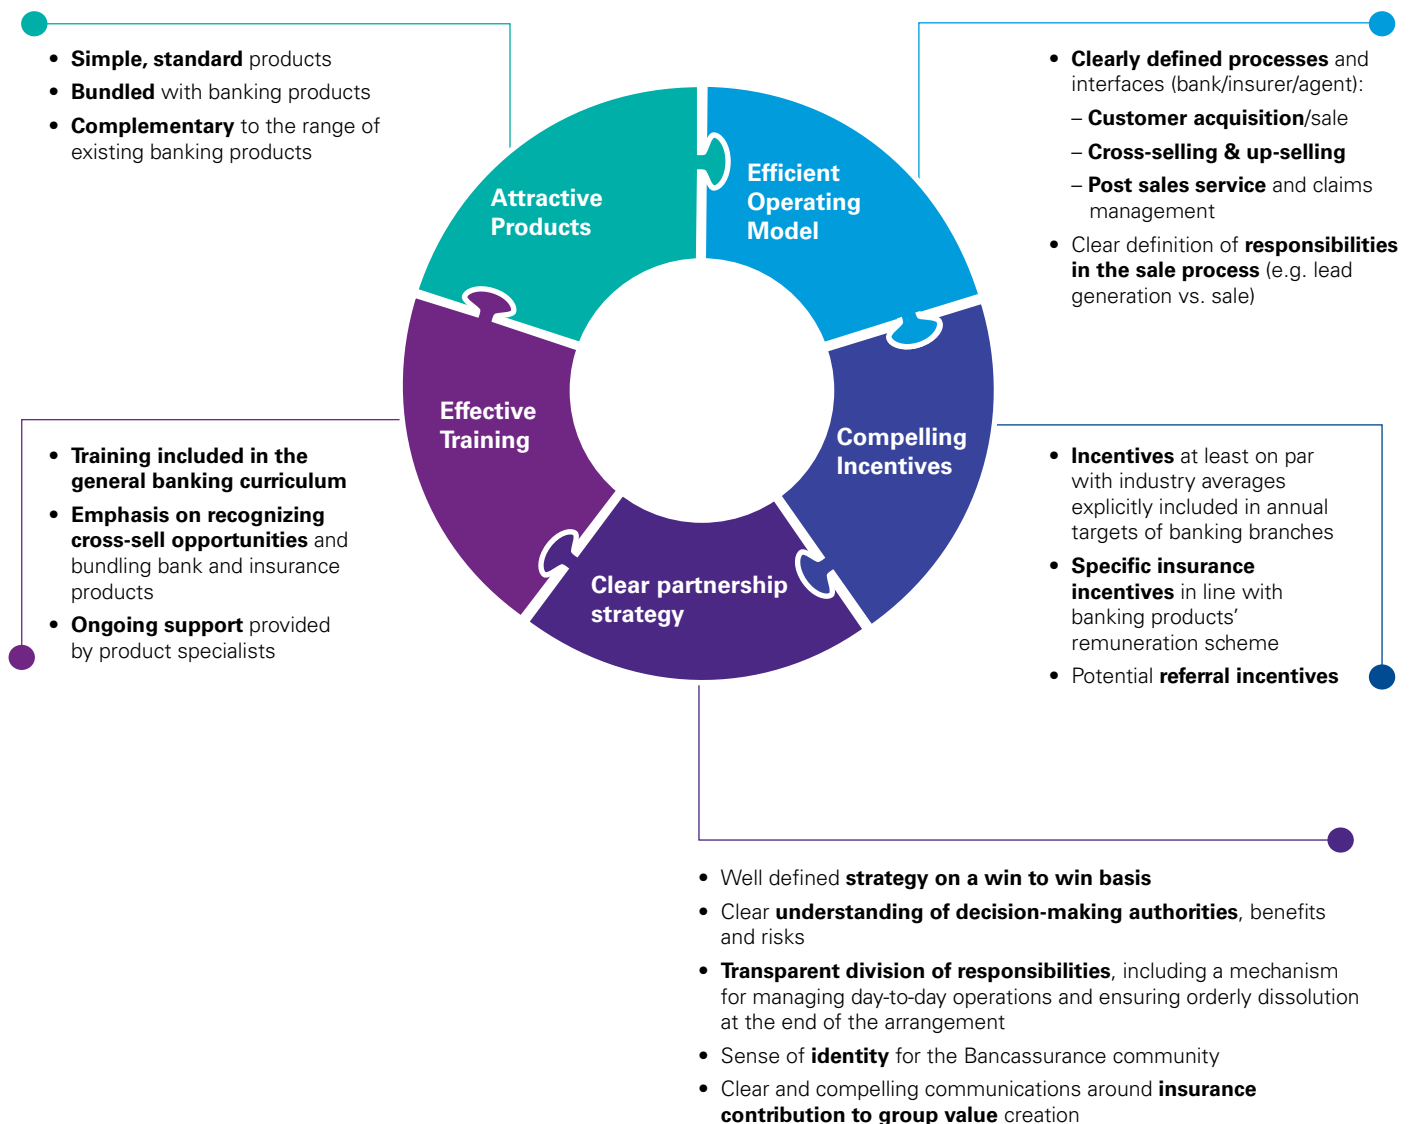 • Simple, standard products
• Bundled with banking products
• Complementary to the range of
existing banking products
• Clearly defined processes and
interfaces (bank/insurer/agent):
– Customer acquisition/sale
– Cross-selling & up-selling
– Post sales service and claims
management
• Clear definition of responsibilities
in the sale process (e.g. lead
generation vs. sale)
Attractive
Products
Efficient
Operating
Model
Effective
Training
Compelling
Incentives
Clear partnership
strategy
• Training included in the
general banking curriculum
• Emphasis on recognizing
cross-sell opportunities and
bundling bank and insurance
products
• Ongoing support provided
by product specialists
• Incentives at least on par
with industry averages
explicitly included in annual
targets of banking branches
• Specific insurance
incentives in line with
banking products’
remuneration scheme
• Potential referral incentives
• Well defined strategy on a win to win basis
• Clear understanding of decision-making authorities, benefits
and risks
• Transparent division of responsibilities, including a mechanism
for managing day-to-day operations and ensuring orderly dissolution
at the end of the arrangement
• Sense of identity for the Bancassurance community
• Clear and compelling communications around insurance
contribution to group value creation